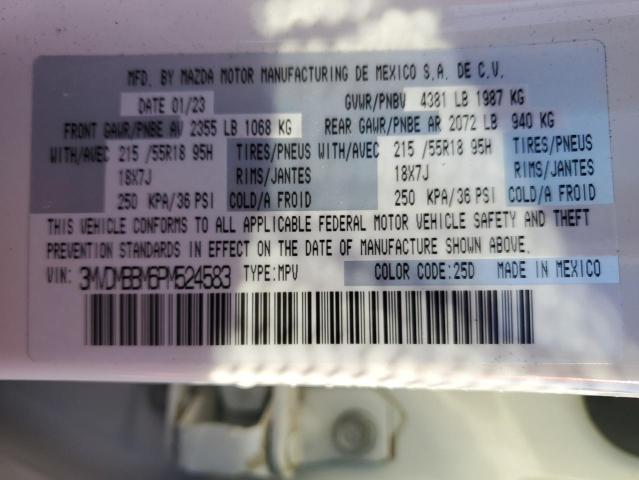 MFD. BY MAZDA MOTOR MANUFACTURING DE MEXICO S.A. DE C.V.
DATE 01/23 GVWR/PNBV 4381 LB 1987 KG
FRONT GAWR/PNBE AV 2355 LB 1068 KG REAR GAWR/PNBE AR 2072 LB 940 KG
WITH/AVEC 215 /55R18 95H TIRES/PNEUS WITH/AVEC 215 /55R18 95H TIRES/PNEUS
18X7J RIMS/JANTES 18X7J RIMS/JANTES
250 KPA/36 PSI COLD/A FROID 250 KPA/36 PSI COLD/A FROID
THIS VEHICLE CONFORMS TO ALL APPLICABLE FEDERAL MOTOR VEHICLE SAFETY AND THEFT
PREVENTION STANDARDS IN EFFECT ON THE DATE OF MANUFACTURE SHOWN ABOVE.
VIN: 3MVDMBBM6PM524583 TYPE:MPV COLOR CODE:25D MADE IN MEXICO